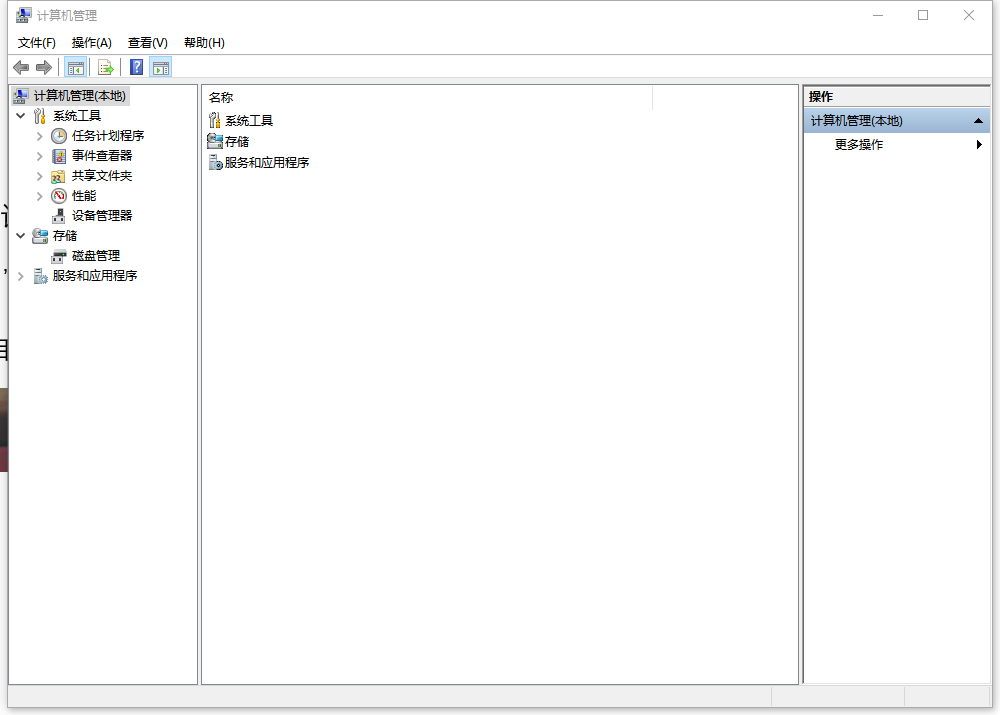 计算机管理
文件(F) 操作(A) 查看(V) 帮助(H)
计算机管理(本地)
系统工具
任务计划程序
事件查看器
共享文件夹
性能
设备管理器
存储
磁盘管理
服务和应用程序
名称
系统工具
存储
服务和应用程序
操作
计算机管理(本地)
更多操作